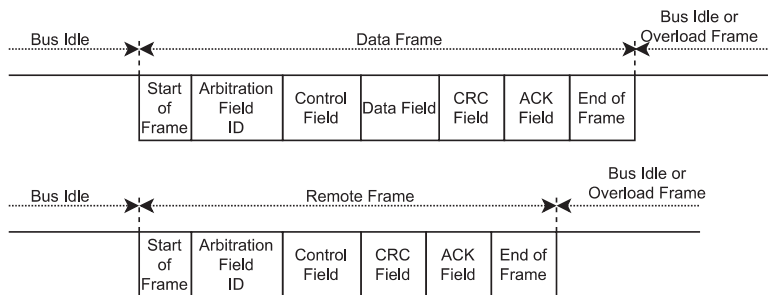 Bus Idle
Data Frame
Bus Idle or
Overload Frame
Start
of
Frame
Arbitration
Field
ID
Control
Field
Data Field
CRC
Field
ACK
Field
End of
Frame
Bus Idle
Remote Frame
Bus Idle or
Overload Frame
Start
of
Frame
Arbitration
Field
ID
Control
Field
CRC
Field
ACK
Field
End of
Frame